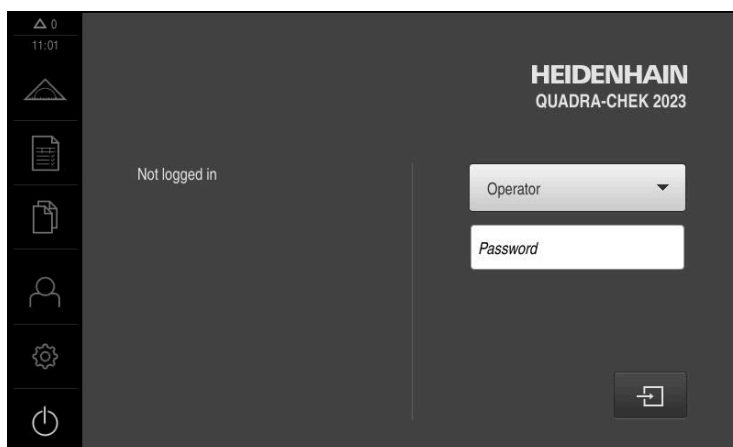 0
11:01
HEIDENHAIN
QUADRA-CHEK 2023
Not logged in
Operator
Password